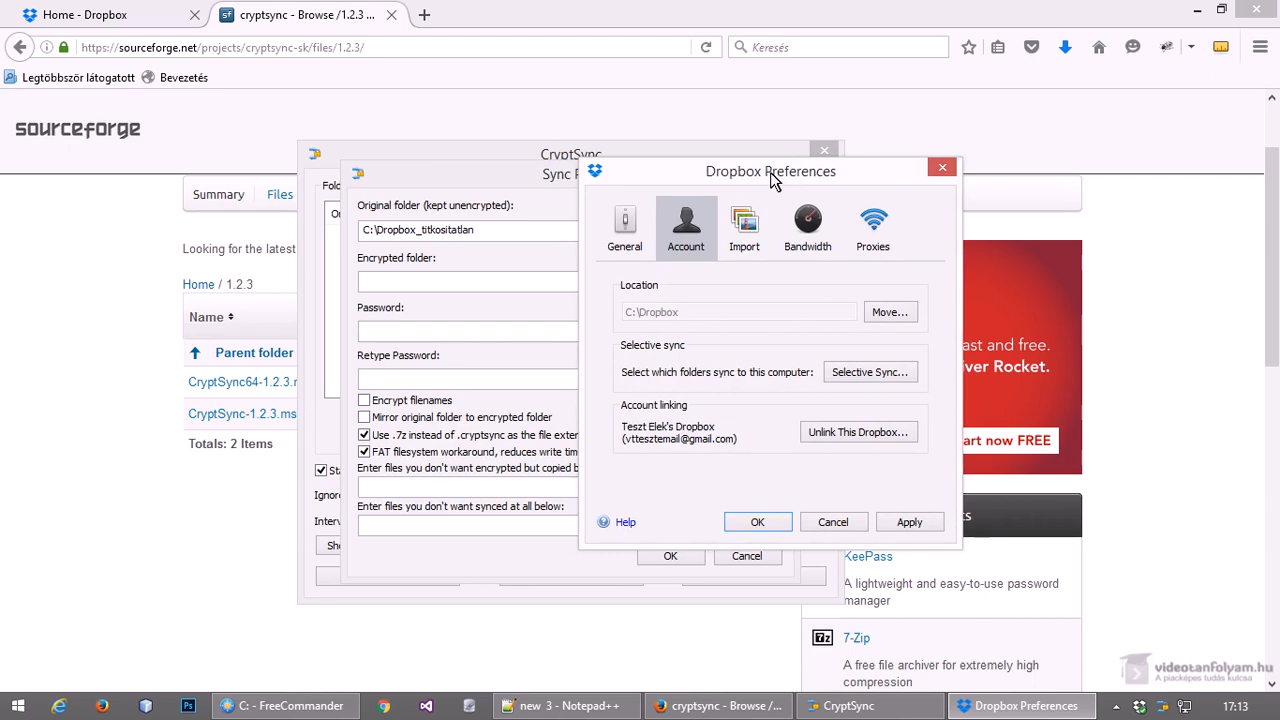 Home - Dropbox
cryptsync - Browse /1.2.3 ...
https://sourceforge.net/projects/cryptsync-sk/files/1.2.3/
Keresés
Legtöbbször látogatott
Bevezetés
sourceforge
CryptSync
Dropbox Preferences
Summary
Files
Looking for the latest
Home / 1.2.3
Name
Parent folder
CryptSync64-1.2.3.
CryptSync-1.2.3.ms
Totals: 2 Items
Original folder (kept unencrypted):
C:\Dropbox_titkositatlan
Encrypted folder:
Password:
Retype Password:
Encrypt filenames
Mirror original folder to encrypted folder
Use .7z instead of .cryptsync as the file exter
FAT filesystem workaround, reduces write tim
Enter files you don't want encrypted but copied b
Enter files you don't want synced at all below:
OK
Cancel
General
Account
Import
Bandwidth
Proxies
Location
C:\Dropbox
Move...
Selective sync
Select which folders sync to this computer:
Selective Sync...
Account linking
Teszt Elek's Dropbox
(vttesztemail@gmail.com)
Unlink This Dropbox...
Help
OK
Cancel
Apply
ast and free.
iver Rocket.
art now FREE
KeePass
A lightweight and easy-to-use password
manager
7-Zip
A free file archiver for extremely high
compression
videotanfolyam.hu
A piacképes tudás kulcsa
C: - FreeCommander
new 3 - Notepad++
cryptsync - Browse /...
CryptSync
Dropbox Preferences
17:13